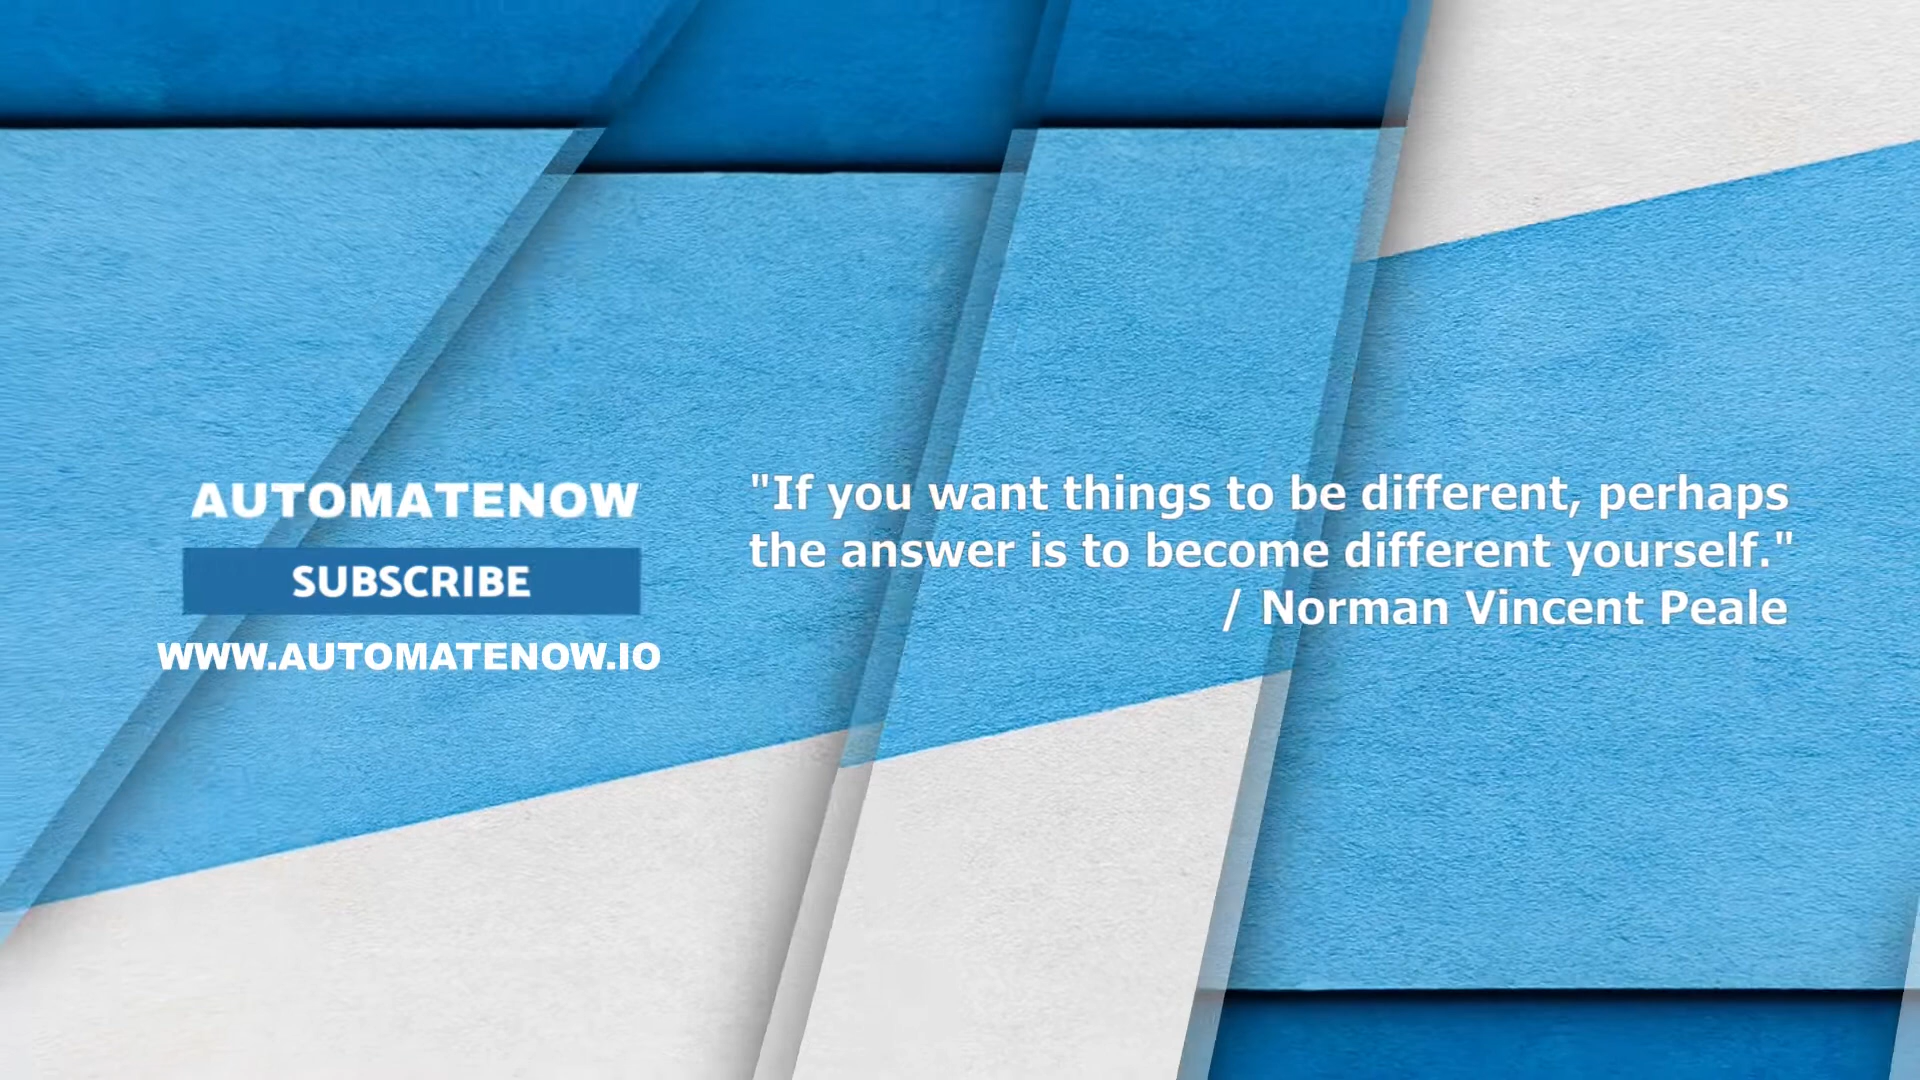 AUTOMATENOW
SUBSCRIBE
WWW.AUTOMATENOW.IO
"If you want things to be different, perhaps
the answer is to become different yourself."
/ Norman Vincent Peale